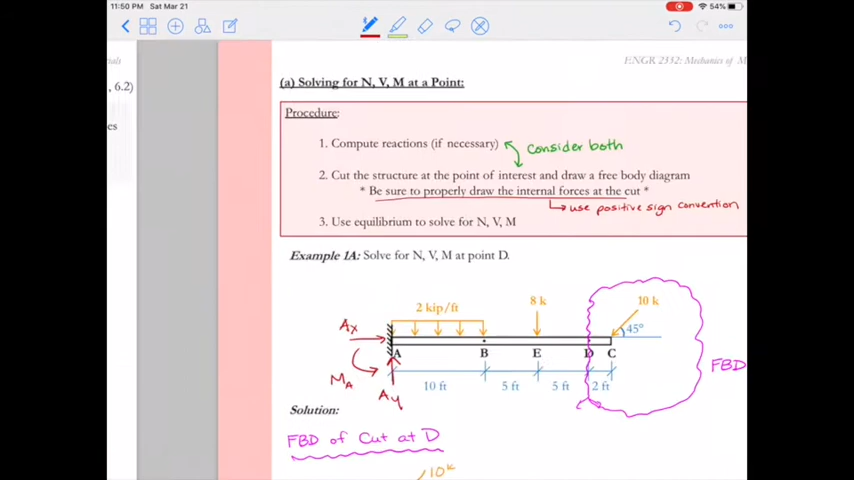 11:50 PM Sat Mar 21
54%
ENGR 2332: Mechanics of M
, 6.2)
(a) Solving for N, V, M at a Point:
Procedure:
1. Compute reactions (if necessary)
consider both
2. Cut the structure at the point of interest and draw a free body diagram
* Be sure to properly draw the internal forces at the cut *
use positive sign convention
3. Use equilibrium to solve for N, V, M
Example 1A: Solve for N, V, M at point D.
2 kip/ft
8 k
10 k
45°
Ax
A
B
E
D
C
FBD
MA
Ay
10 ft
5 ft
5 ft
2 ft
Solution:
FBD of Cut at D
10k